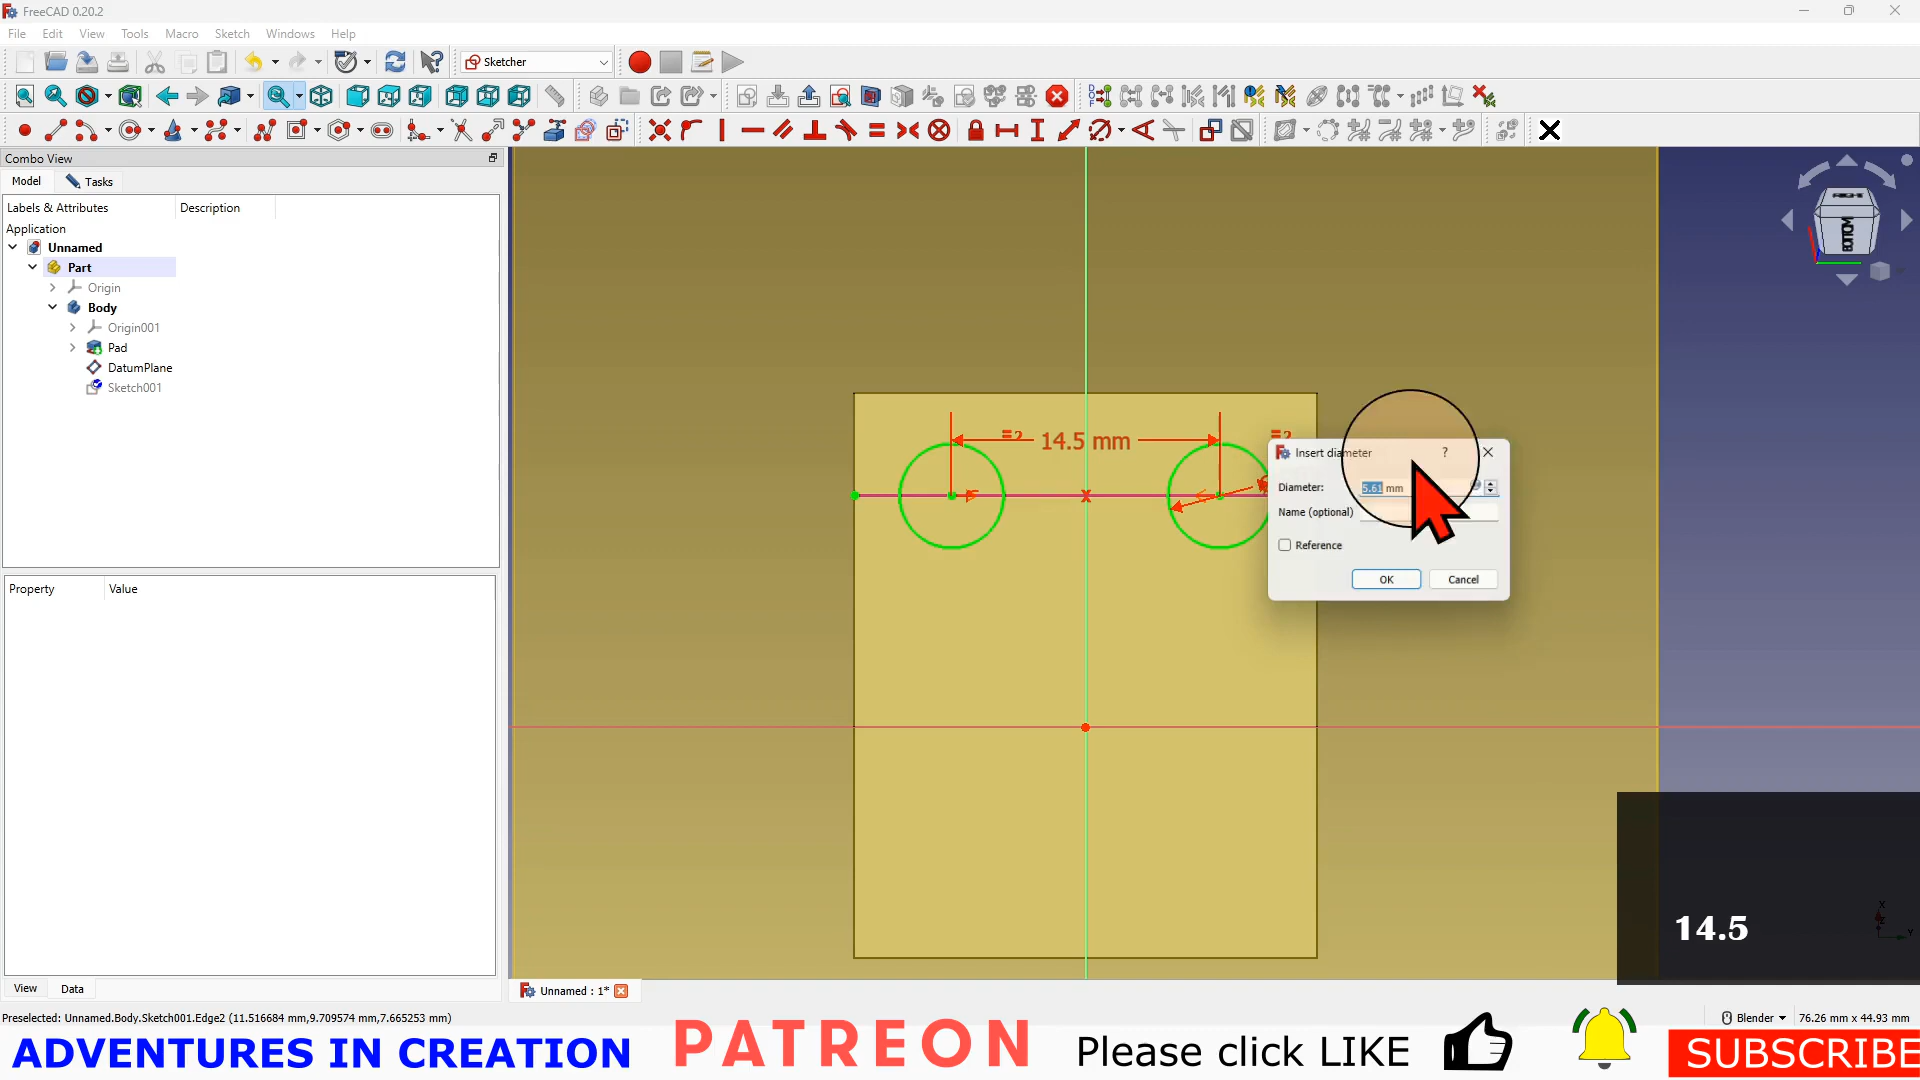 FreeCAD 0.20.2
File Edit View Tools Macro Sketch Windows Help
Sketcher
Combo View
Model Tasks
Labels & Attributes Description
Application
Unnamed
Part
Origin
Body
Origin001
Pad
DatumPlane
Sketch001
Property Value
View Data
14.5 mm
Insert diameter ?
Diameter: 5.61 mm
Name (optional)
Reference
OK Cancel
RIGHT
BOTTOM
14.5
X
Y
Unnamed : 1*
Preselected: Unnamed.Body.Sketch001.Edge2 (11.516684 mm,9.709574 mm,7.665253 mm)
Blender 76.26 mm x 44.93 mm
ADVENTURES IN CREATION PATREON Please click LIKE SUBSCRIBE